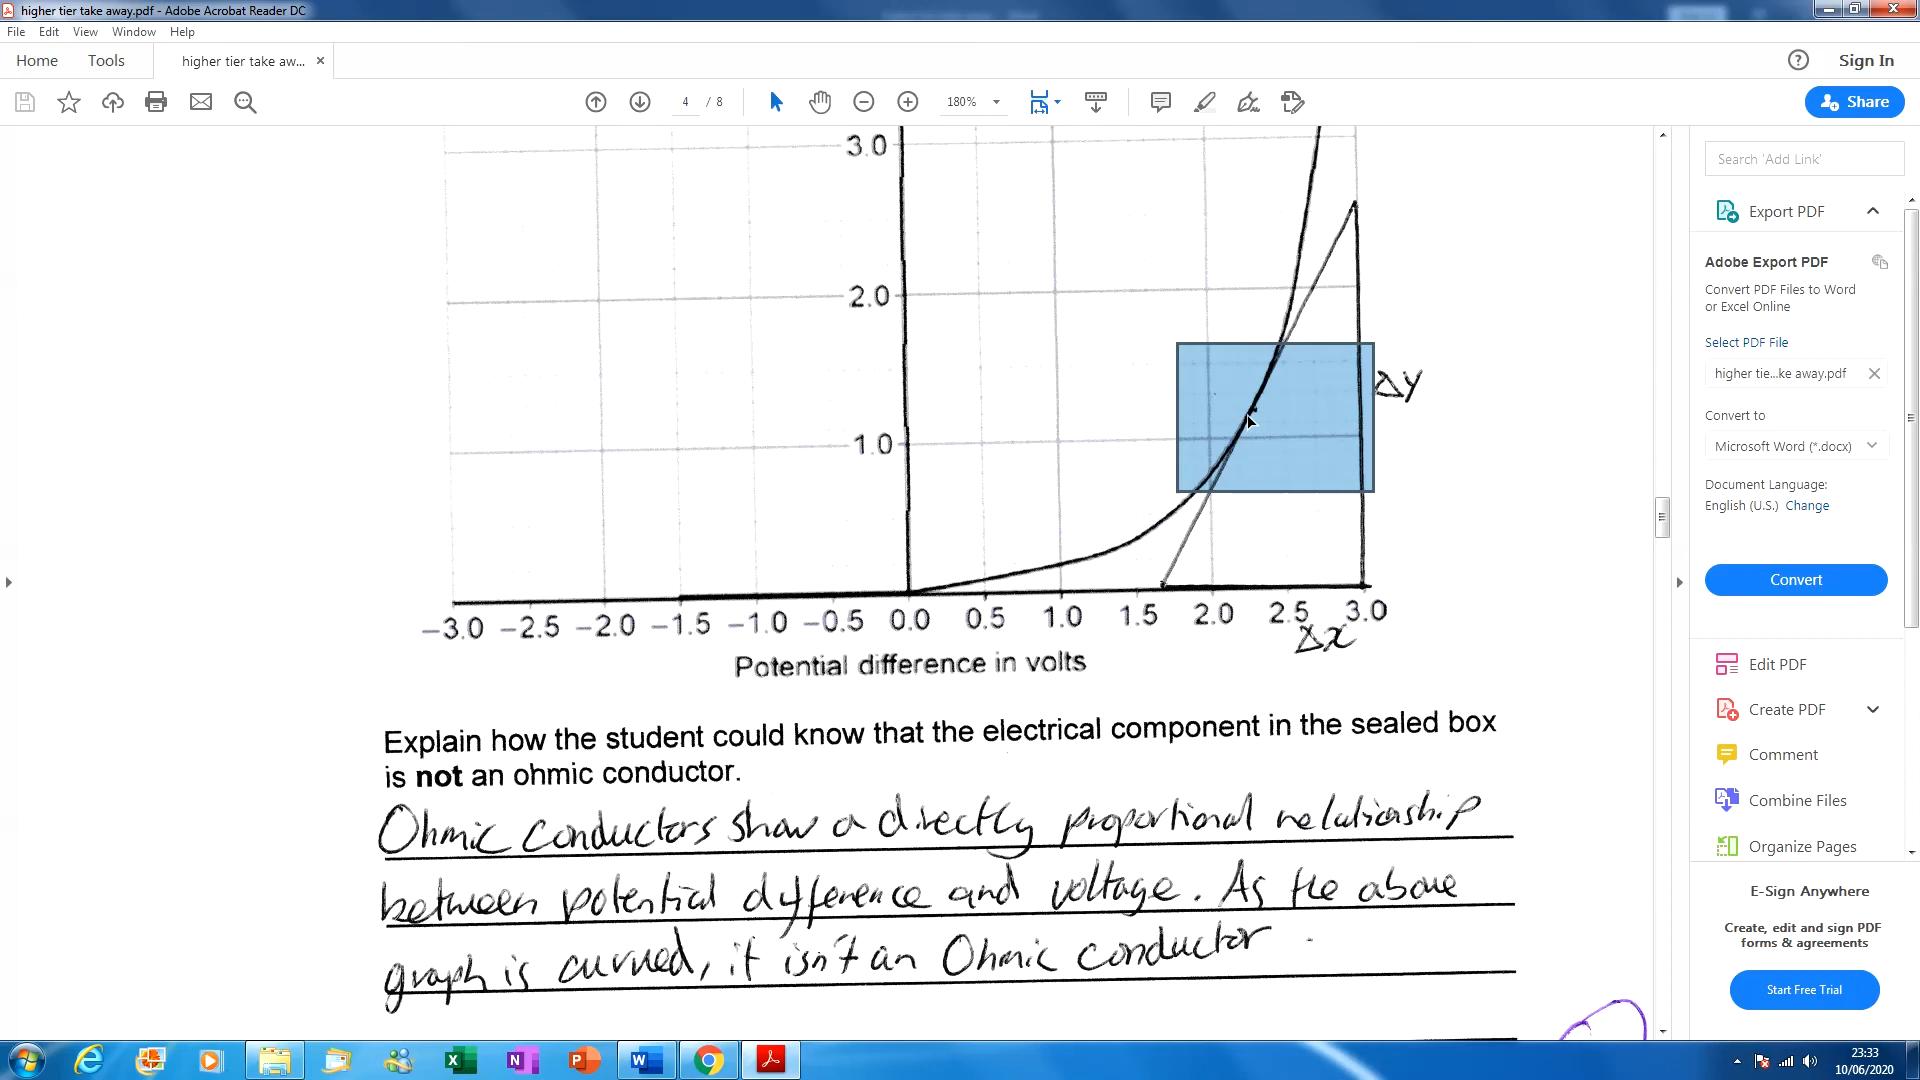 higher tier take away.pdf - Adobe Acrobat Reader DC
File Edit View Window Help
Home Tools higher tier take aw... × Sign In
4 / 8 180% Share
3.0
2.0
1.0
Δy
−3.0 −2.5 −2.0 −1.5 −1.0 −0.5 0.0 0.5 1.0 1.5 2.0 2.5 3.0
Δx
Potential difference in volts
Explain how the student could know that the electrical component in the sealed box
is not an ohmic conductor.
Ohmic conductors show a directly proportional relationship
between potential difference and voltage. As the above
graph is curved, it isn't an Ohmic conductor.
Search 'Add Link'
Export PDF
Adobe Export PDF
Convert PDF Files to Word
or Excel Online
Select PDF File
higher tie...ke away.pdf
Convert to
Microsoft Word (*.docx)
Document Language:
English (U.S.) Change
Convert
Edit PDF
Create PDF
Comment
Combine Files
Organize Pages
E-Sign Anywhere
Create, edit and sign PDF
forms & agreements
Start Free Trial
23:33
10/06/2020